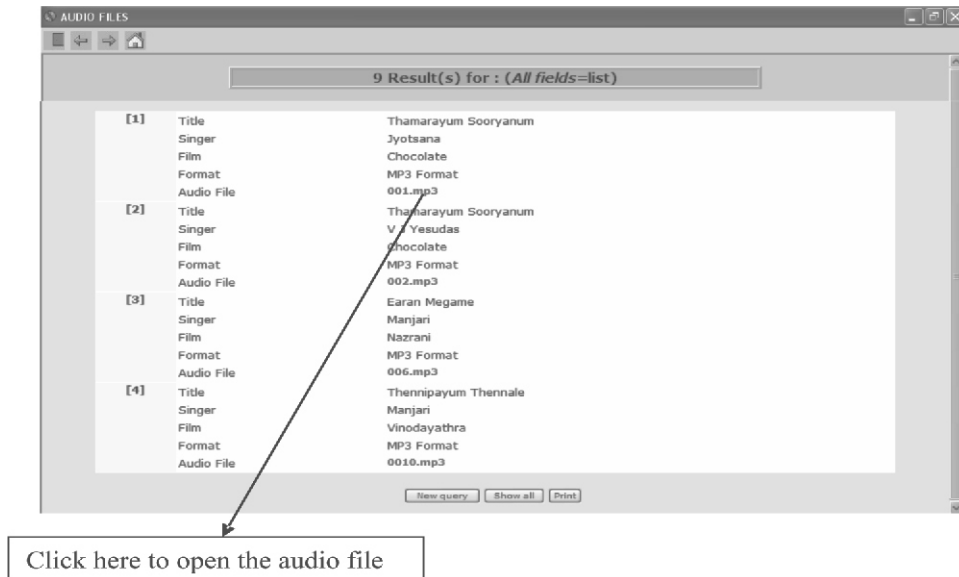 AUDIO FILES
9 Result(s) for : (All fields=list)
[1] Title Thamarayum Sooryanum
Singer Jyotsana
Film Chocolate
Format MP3 Format
Audio File 001.mp3
[2] Title Thamarayum Sooryanum
Singer V J Yesudas
Film Chocolate
Format MP3 Format
Audio File 002.mp3
[3] Title Earan Megame
Singer Manjari
Film Nazrani
Format MP3 Format
Audio File 006.mp3
[4] Title Thennipayum Thennale
Singer Manjari
Film Vinodayathra
Format MP3 Format
Audio File 0010.mp3
New query Show all Print
Click here to open the audio file